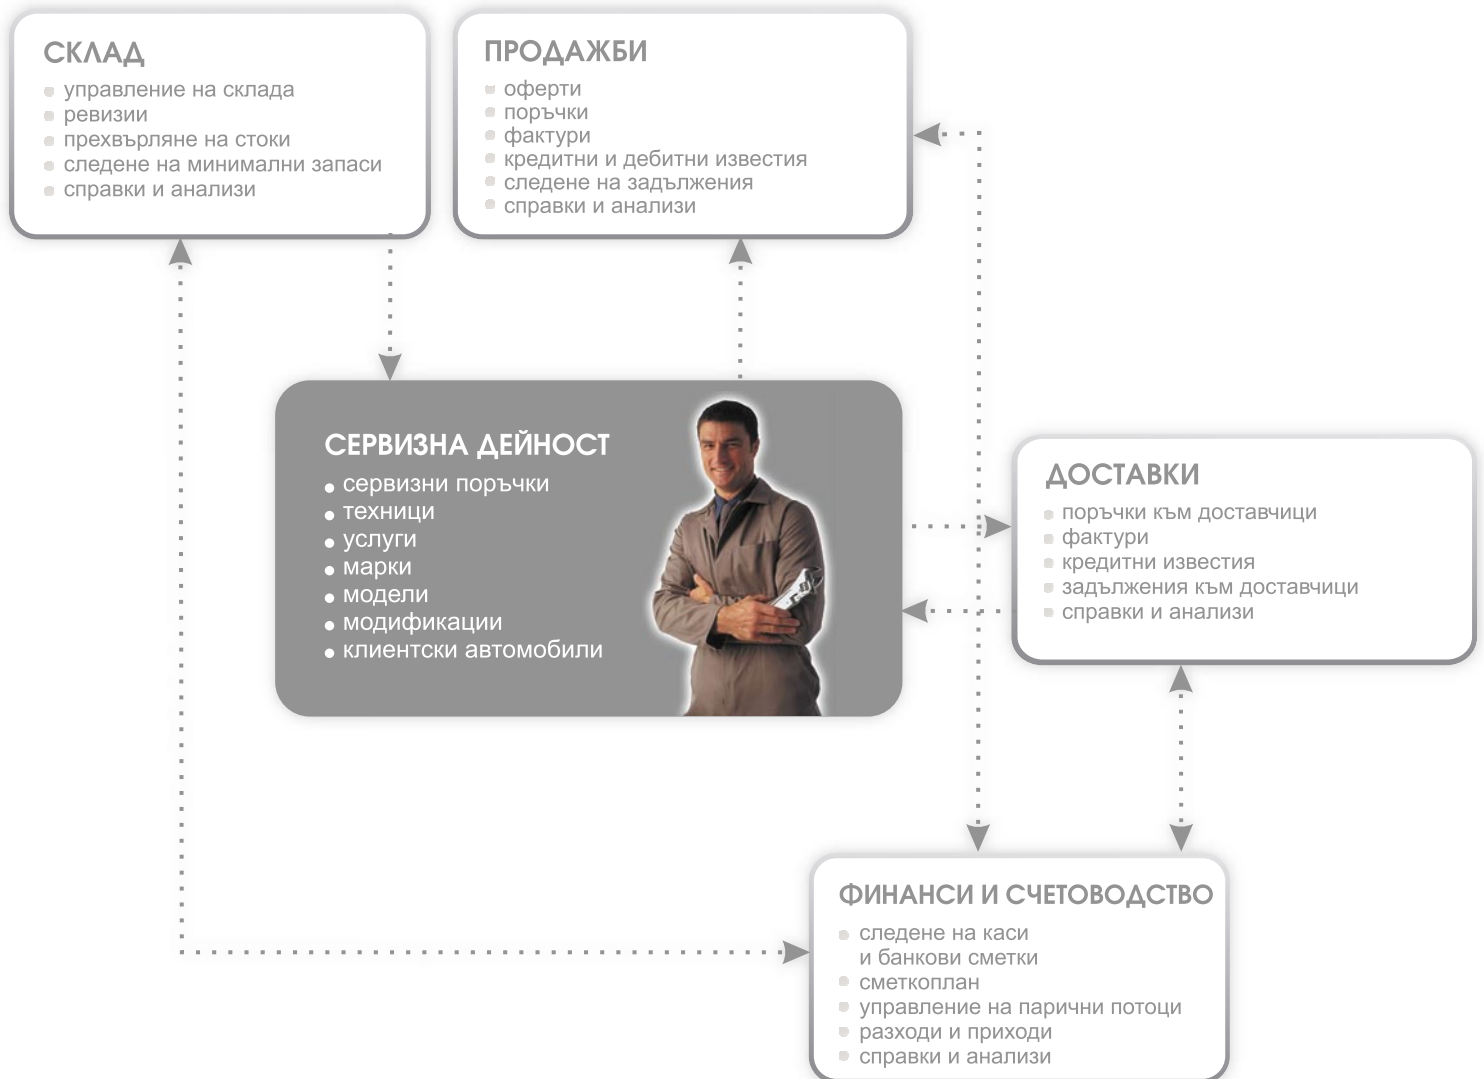 СКЛАД
управление на склада
ревизии
прехвърляне на стоки
следене на минимални запаси
справки и анализи
ПРОДАЖБИ
оферти
поръчки
фактури
кредитни и дебитни известия
следене на задължения
справки и анализи
СЕРВИЗНА ДЕЙНОСТ
сервизни поръчки
техници
услуги
марки
модели
модификации
клиентски автомобили
ДОСТАВКИ
поръчки към доставчици
фактури
кредитни известия
задължения към доставчици
справки и анализи
ФИНАНСИ И СЧЕТОВОДСТВО
следене на каси
и банкови сметки
сметкоплан
управление на парични потоци
разходи и приходи
справки и анализи